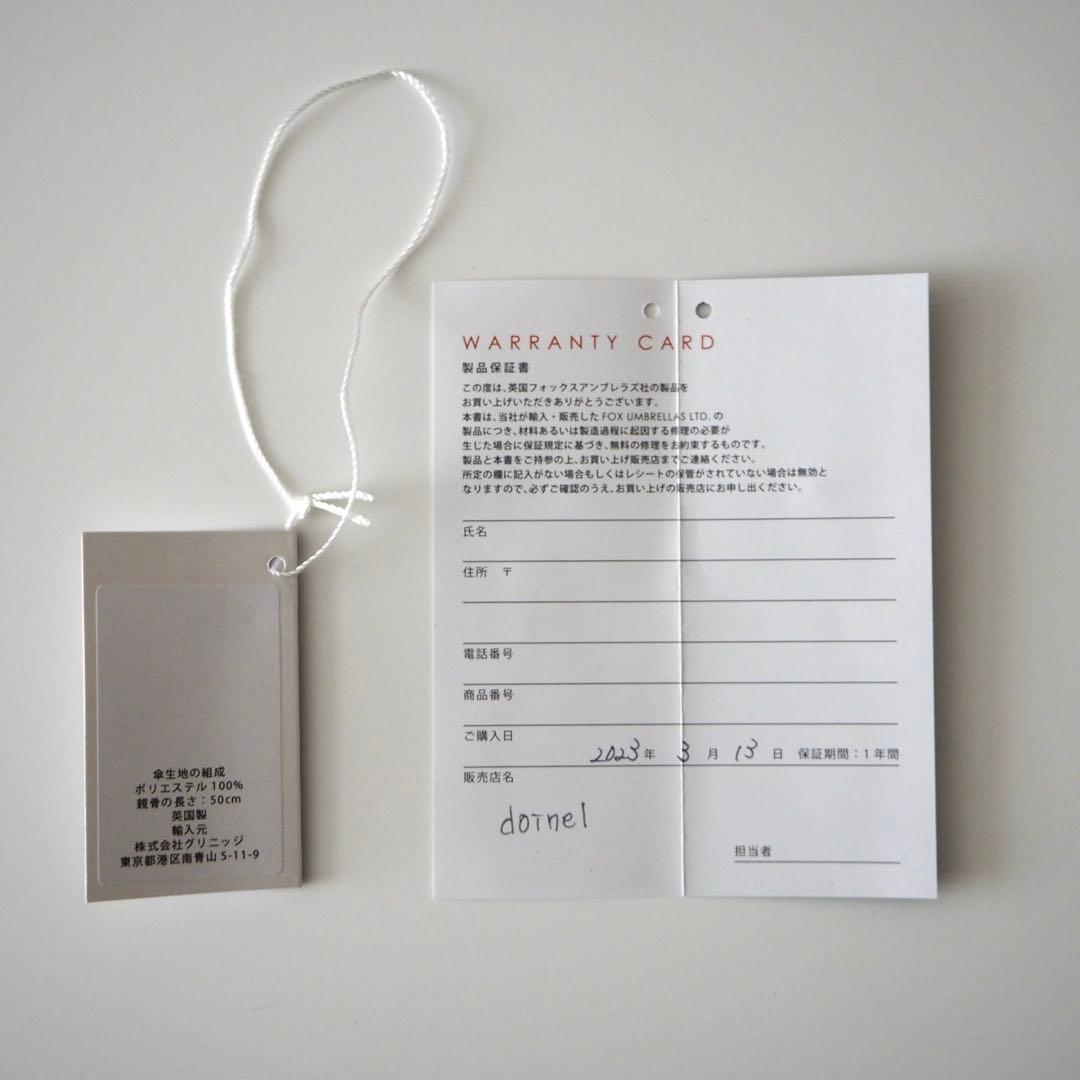 傘生地の組成
ポリエステル 100%
親骨の長さ：50cm
英国製
輸入元
株式会社グリニッジ
東京都港区南青山 5-11-9
WARRANTY CARD
製品保証書
この度は、英国フォックスアンブレラズ社の製品を
お買い上げいただきありがとうございます。
本書は、当社が輸入・販売した FOX UMBRELLAS LTD. の
製品につき、材料あるいは製造過程に起因する修理の必要が
生じた場合に保証規定に基づき、無料の修理をお約束するものです。
製品と本書をご持参の上、お買い上げ販売店までご連絡ください。
所定の欄に記入がない場合もしくはレシートの保管がされていない場合は無効と
なりますので、必ずご確認のうえ、お買い上げの販売店にお申し出ください。
氏名
住所 〒
電話番号
商品番号
ご購入日
2023 年 3 月 13 日 保証期間：1年間
販売店名
doinel
担当者